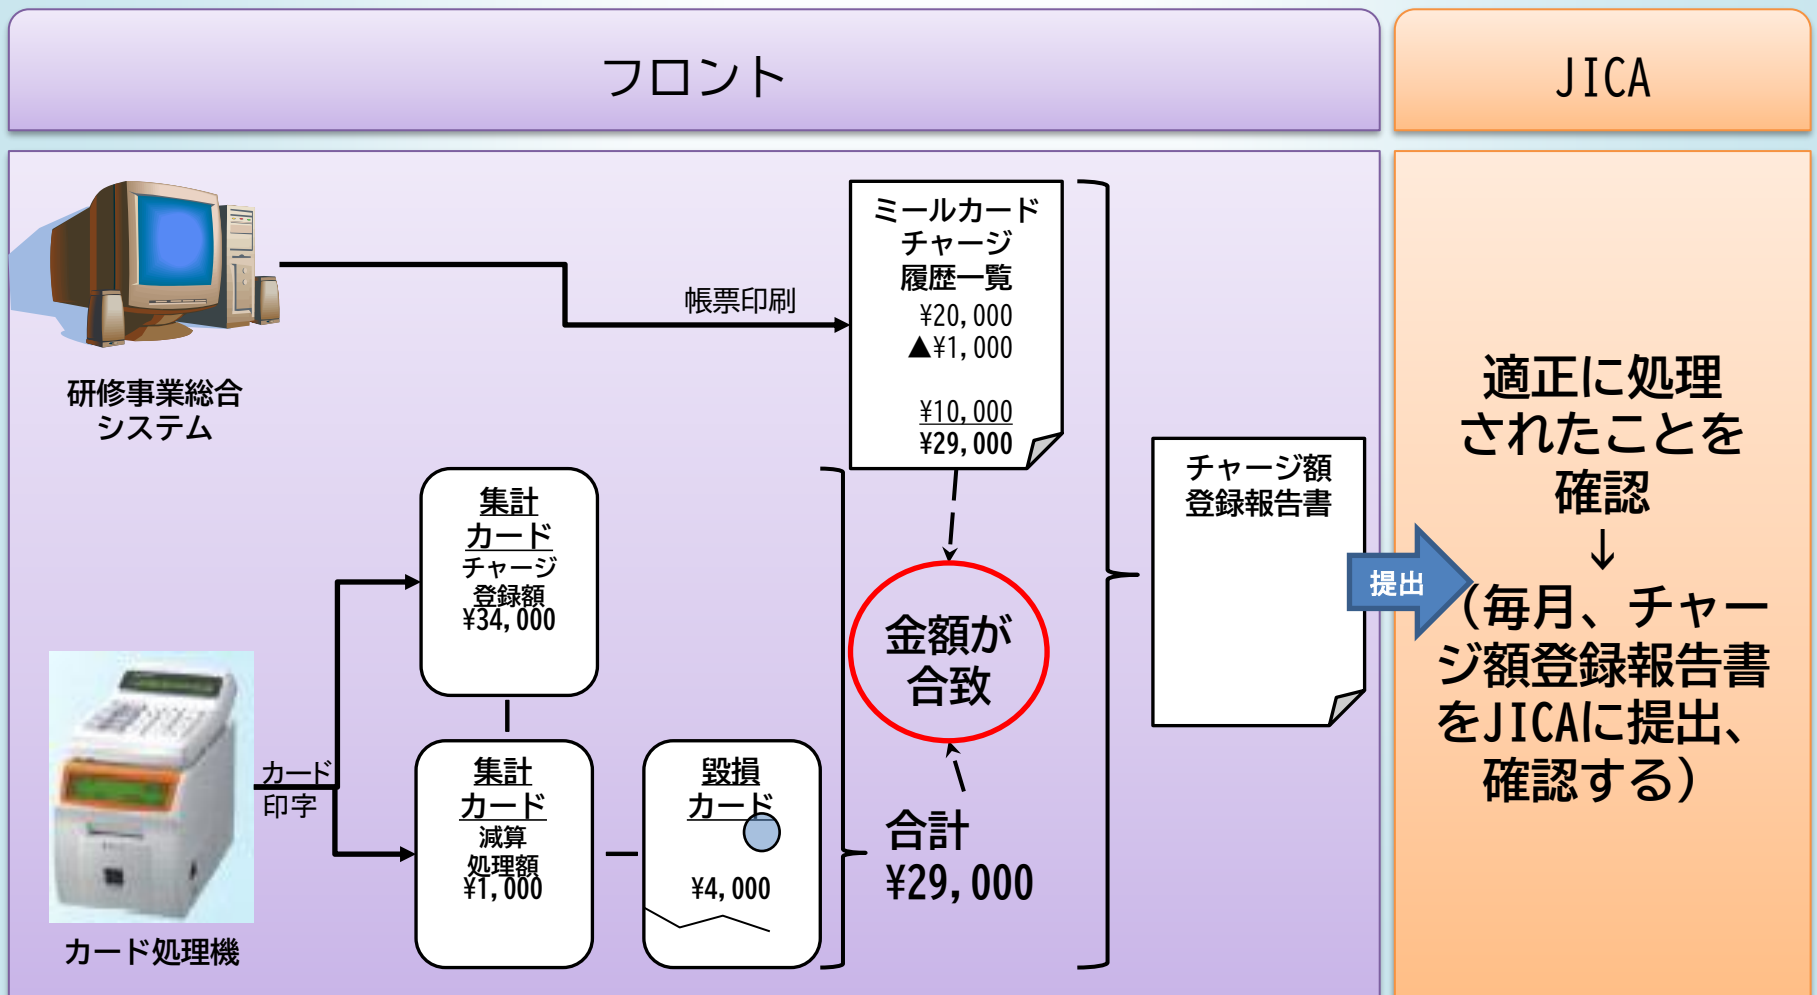 フロント
JICA
研修事業総合
システム
帳票印刷
ミールカード
チャージ
履歴一覧
¥20,000
▲¥1,000
¥10,000
¥29,000
集計
カード
チャージ
登録額
¥34,000
カード
印字
カード処理機
集計
カード
減算
処理額
¥1,000
毀損
カード
¥4,000
金額が
合致
合計
¥29,000
チャージ額
登録報告書
提出
適正に処理
されたことを
確認
↓
（毎月、チャー
ジ額登録報告書
をJICAに提出、
確認する）